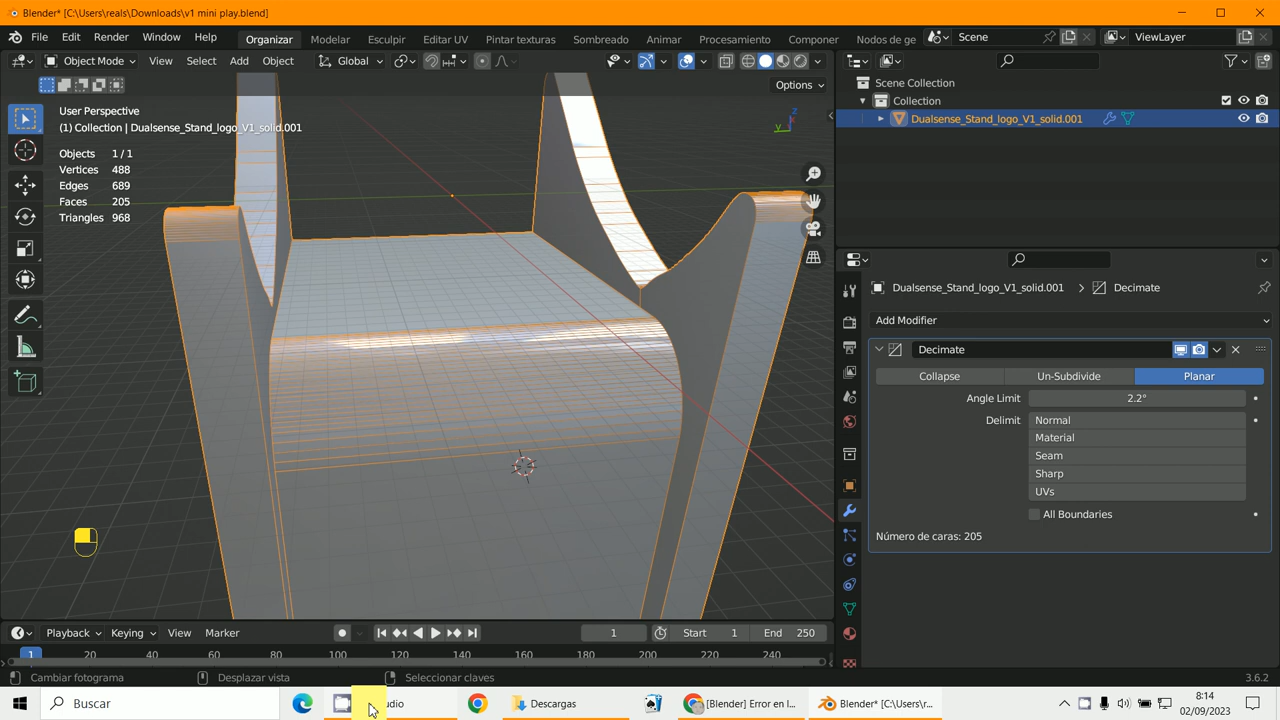 Blender* [C:\Users\reals\Downloads\v1 mini play.blend]
File Edit Render Window Help
Organizar Modelar Esculpir Editar UV Pintar texturas Sombreado Animar Procesamiento Componer Nodos de ge
Scene ViewLayer
Object Mode View Select Add Object Global
Options
User Perspective
(1) Collection | Dualsense_Stand_logo_V1_solid.001
Objects 1 / 1
Vertices 488
Edges 689
Faces 205
Triangles 968
Z
Y
Scene Collection
Collection
Dualsense_Stand_logo_V1_solid.001
Dualsense_Stand_logo_V1_solid.001 > Decimate
Add Modifier
Decimate
Collapse Un-Subdivide Planar
Angle Limit 2.2°
Delimit Normal
Material
Seam
Sharp
UVs
All Boundaries
Número de caras: 205
Playback Keying View Marker 1 Start 1 End 250
1 20 40 60 80 100 120 140 160 180 200 220 240
Cambiar fotograma Desplazar vista Seleccionar claves 3.6.2
Buscar
Descargas
[Blender] Error en l...
Blender* [C:\Users\r...
8:14
02/09/2023